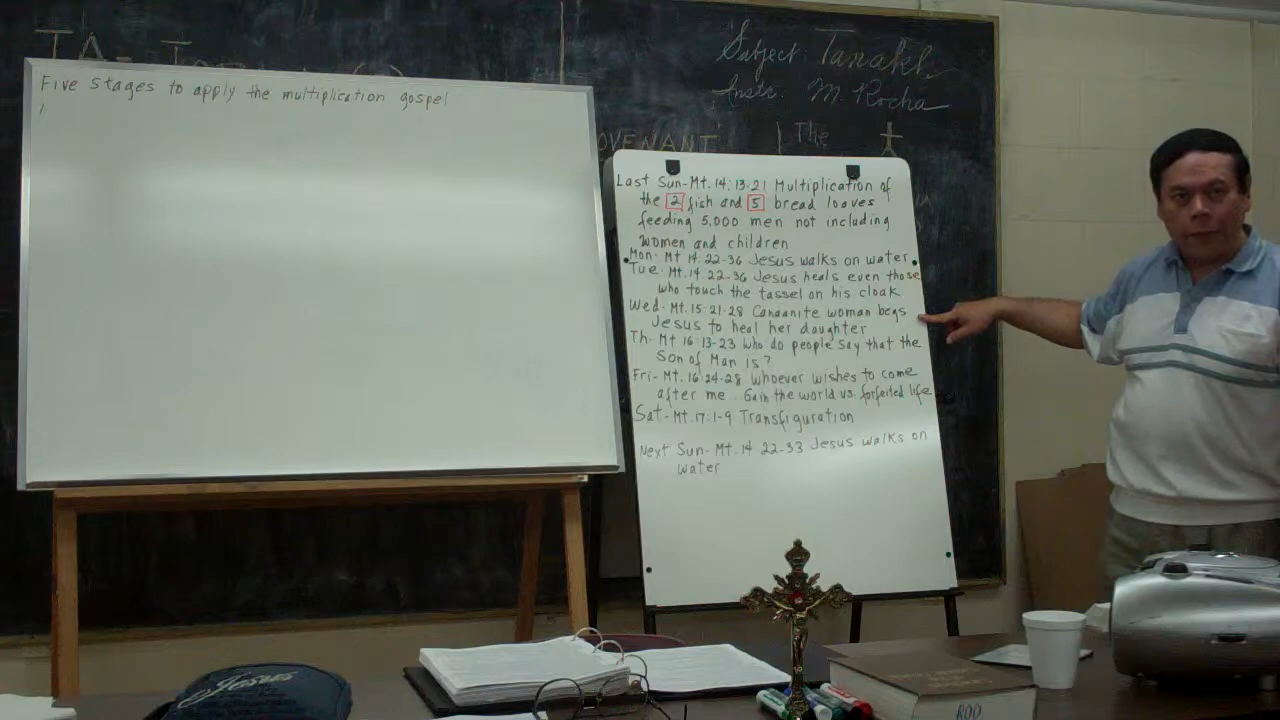 Subject: Tanakh
Instr: M. Rocha
OVENANT | The
Five stages to apply the multiplication gospel
1
Last Sun-Mt. 14:13-21 Multiplication of
the 2 fish and 5 bread loaves
feeding 5,000 men not including
women and children
Mon- Mt 14:22-36 Jesus walks on water
Tue- Mt.14 22-36 Jesus heals even those
who touch the tassel on his cloak
Wed- Mt.15:21-28 Canaanite woman begs
Jesus to heal her daughter
Th- Mt 16:13-23 Who do people say that the
Son of Man is?
Fri- Mt. 16:24-28 Whoever wishes to come
after me... Gain the world vs. forfeited life
Sat- Mt. 17:1-9 Transfiguration
Next Sun- Mt. 14 22-33 Jesus walks on
water
Jesus